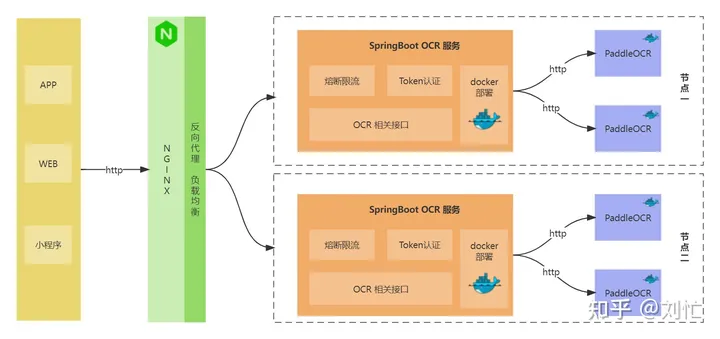 APP
WEB
小程序
http
N
NGINX
反向代理 负载均衡
SpringBoot OCR 服务
熔断限流
Token认证
OCR 相关接口
docker
部署
http
http
PaddleOCR
PaddleOCR
节点一
SpringBoot OCR 服务
熔断限流
Token认证
OCR 相关接口
docker
部署
http
http
PaddleOCR
PaddleOCR
节点二
知乎 @刘忙